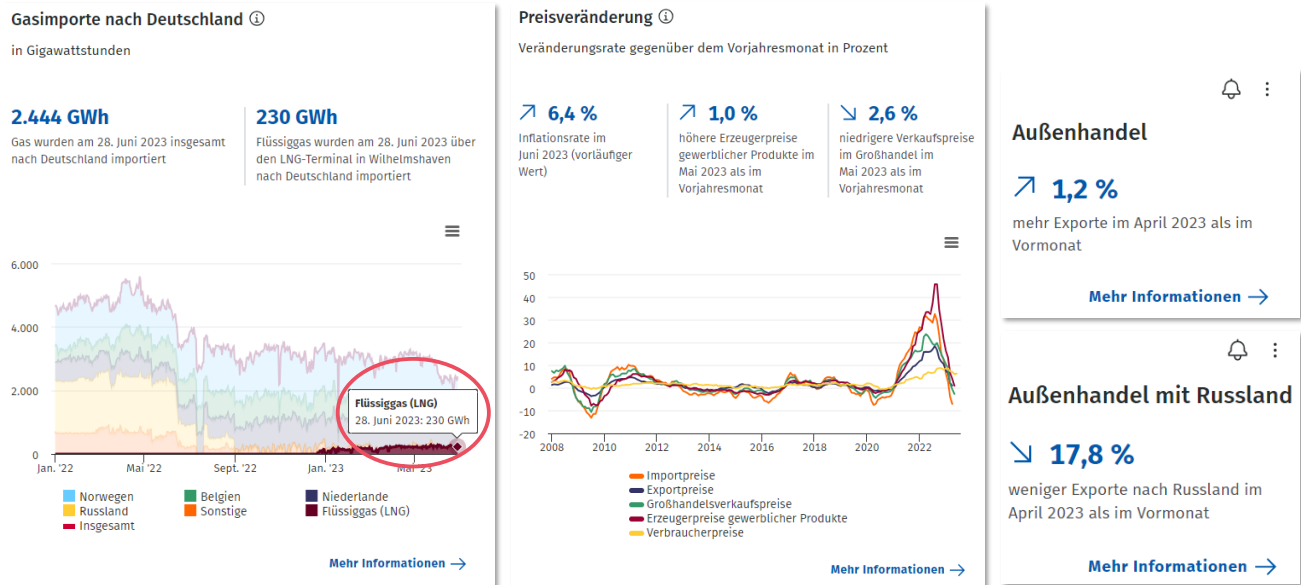 Gasimporte nach Deutschland ⓘ
in Gigawattstunden
2.444 GWh
Gas wurden am 28. Juni 2023 insgesamt
nach Deutschland importiert
230 GWh
Flüssiggas wurden am 28. Juni 2023 über
den LNG-Terminal in Wilhelmshaven
nach Deutschland importiert
6.000
4.000
2.000
0
Flüssiggas (LNG)
28. Juni 2023: 230 GWh
Jan. '22
Mai '22
Sept. '22
Jan. '23
Mai '23
Norwegen
Belgien
Niederlande
Russland
Sonstige
Flüssiggas (LNG)
Insgesamt
Mehr Informationen
Preisveränderung ⓘ
Veränderungsrate gegenüber dem Vorjahresmonat in Prozent
6,4 %
Inflationsrate im
Juni 2023 (vorläufiger
Wert)
1,0 %
höhere Erzeugerpreise
gewerblicher Produkte im
Mai 2023 als im
Vorjahresmonat
2,6 %
niedrigere Verkaufspreise
im Großhandel im
Mai 2023 als im
Vorjahresmonat
50
40
30
20
10
0
-10
-20
2008
2010
2012
2014
2016
2018
2020
2022
Importpreise
Exportpreise
Großhandelsverkaufspreise
Erzeugerpreise gewerblicher Produkte
Verbraucherpreise
Mehr Informationen
Außenhandel
1,2 %
mehr Exporte im April 2023 als im
Vormonat
Mehr Informationen
Außenhandel mit Russland
17,8 %
weniger Exporte nach Russland im
April 2023 als im Vormonat
Mehr Informationen